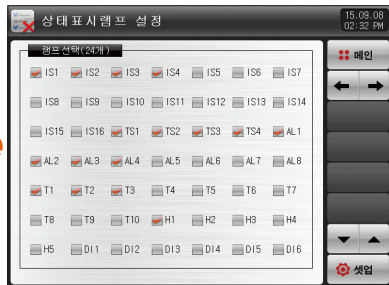 상태표시램프 설정
15.09.08
02:32 PM
램프선택(24개)
IS1 IS2 IS3 IS4 IS5 IS6 IS7
IS8 IS9 IS10 IS11 IS12 IS13 IS14
IS15 IS16 TS1 TS2 TS3 TS4 AL1
AL2 AL3 AL4 AL5 AL6 AL7 AL8
T1 T2 T3 T4 T5 T6 T7
T8 T9 T10 H1 H2 H3 H4
H5 DI1 DI2 DI3 DI4 DI5 DI6
메인
셋업